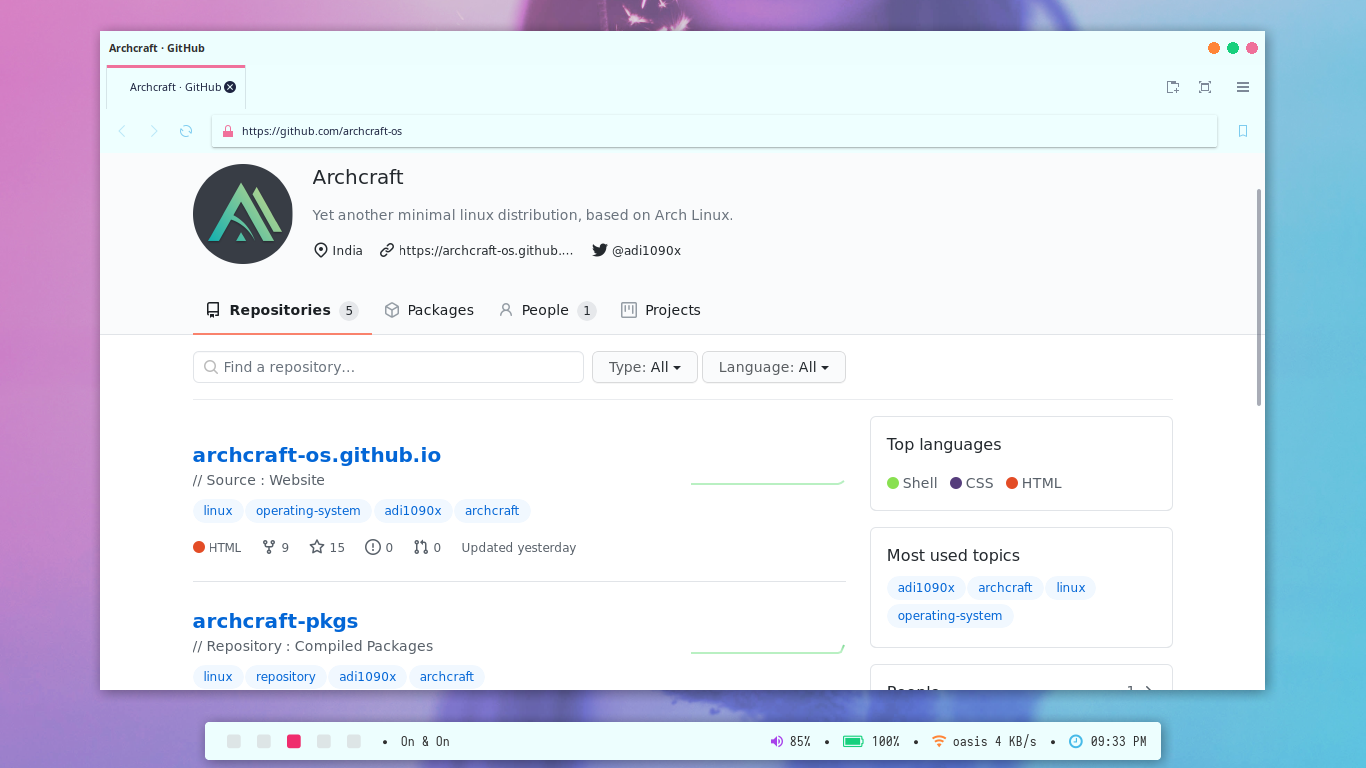 Archcraft · GitHub
Archcraft · GitHub
https://github.com/archcraft-os
Archcraft
Yet another minimal linux distribution, based on Arch Linux.
India https://archcraft-os.github.... @adi1090x
Repositories 5 Packages People 1 Projects
Find a repository... Type: All Language: All
Top languages
archcraft-os.github.io
// Source : Website
Shell CSS HTML
linux operating-system adi1090x archcraft
HTML 9 15 0 0 Updated yesterday
Most used topics
adi1090x archcraft linux
operating-system
archcraft-pkgs
// Repository : Compiled Packages
linux repository adi1090x archcraft
People 1
• On & On 85% • 100% • oasis 4 KB/s • 09:33 PM